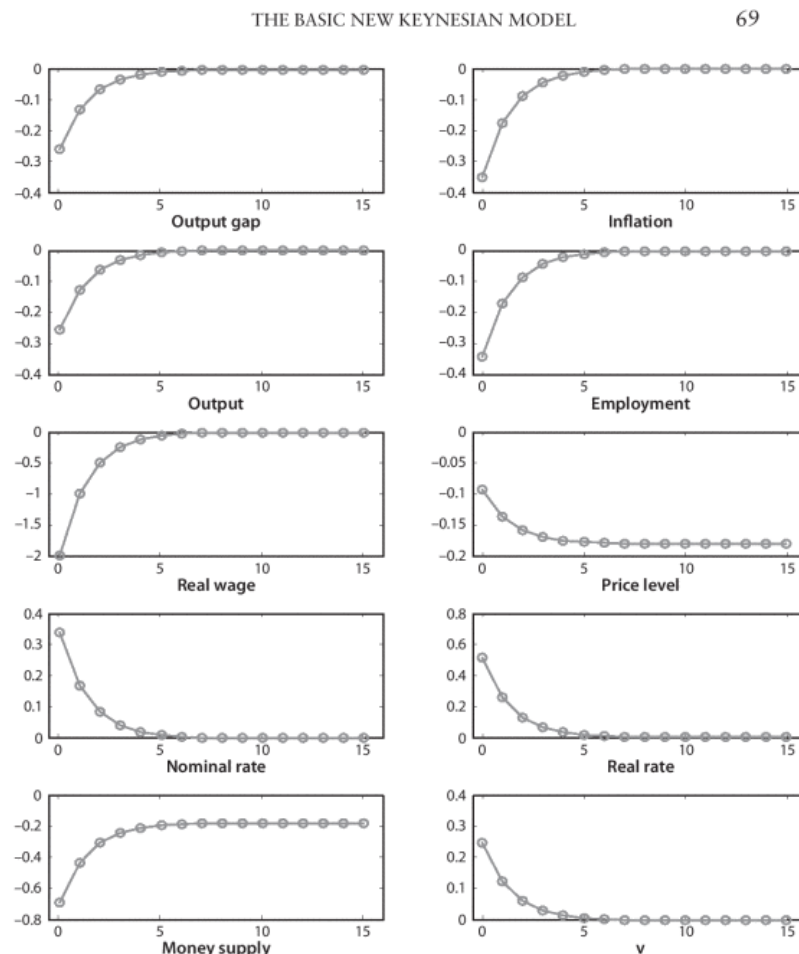 THE BASIC NEW KEYNESIAN MODEL 69
0 0
−0.1 −0.1
−0.2 −0.2
−0.3 −0.3
−0.4 −0.4
0 5 10 15 0 5 10 15
Output gap Inflation
0 0
−0.1 −0.1
−0.2 −0.2
−0.3 −0.3
−0.4 −0.4
0 5 10 15 0 5 10 15
Output Employment
0 0
−0.5 −0.05
−1 −0.1
−1.5 −0.15
−2 −0.2
0 5 10 15 0 5 10 15
Real wage Price level
0.4 0.8
0.3 0.6
0.2 0.4
0.1 0.2
0 0
0 5 10 15 0 5 10 15
Nominal rate Real rate
0 0.4
−0.2 0.3
−0.4 0.2
−0.6 0.1
−0.8 0
0 5 10 15 0 5 10 15
Money supply v